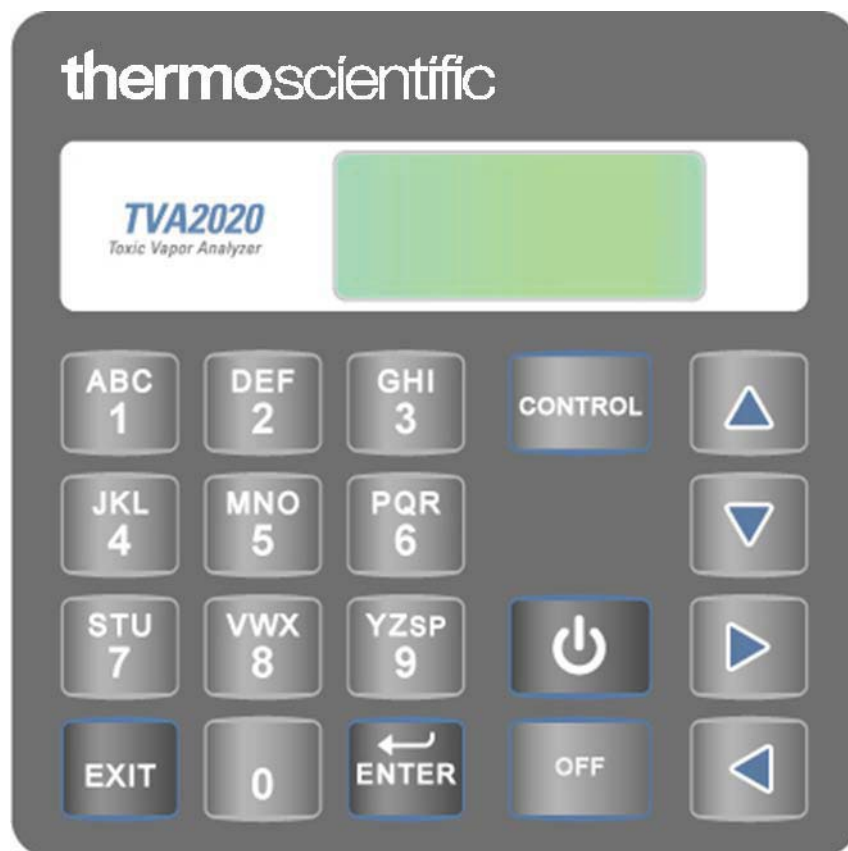 thermoscientific
TVA2020
Toxic Vapor Analyzer
ABC
1
DEF
2
GHI
3
CONTROL
JKL
4
MNO
5
PQR
6
STU
7
VWX
8
YZSP
9
EXIT
0
ENTER
OFF